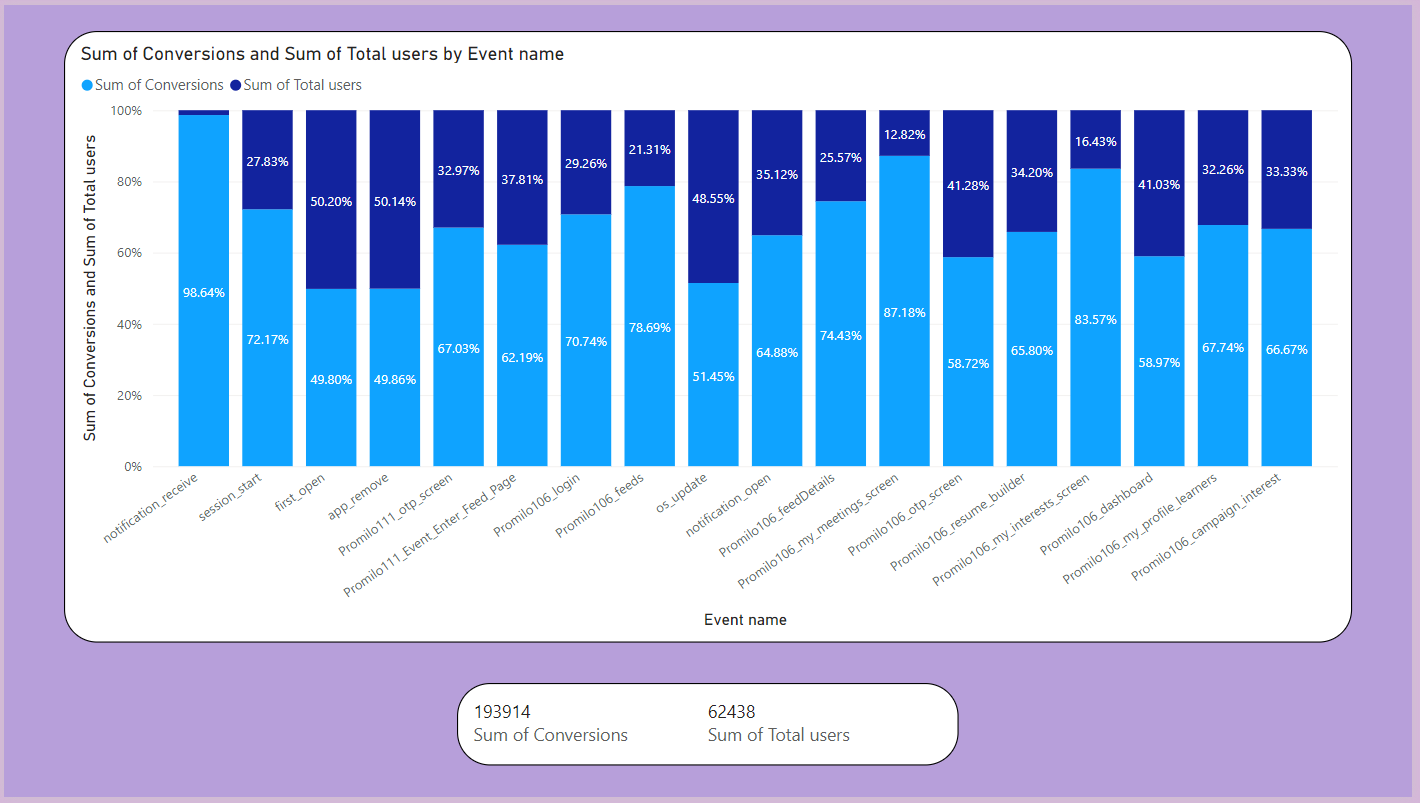 Sum of Conversions and Sum of Total users by Event name
Sum of Conversions Sum of Total users
Sum of Conversions and Sum of Total users
100%
80%
60%
40%
20%
0%
27.83%
50.20%
50.14%
32.97%
37.81%
29.26%
21.31%
48.55%
35.12%
25.57%
12.82%
41.28%
34.20%
16.43%
41.03%
32.26%
33.33%
98.64%
72.17%
49.80%
49.86%
67.03%
62.19%
70.74%
78.69%
51.45%
64.88%
74.43%
87.18%
58.72%
65.80%
83.57%
58.97%
67.74%
66.67%
notification_receive
session_start
first_open
app_remove
Promilo111_otp_screen
Promilo111_Event_Enter_Feed_Page
Promilo106_login
Promilo106_feeds
os_update
notification_open
Promilo106_feedDetails
Promilo106_my_meetings_screen
Promilo106_otp_screen
Promilo106_resume_builder
Promilo106_my_interests_screen
Promilo106_dashboard
Promilo106_my_profile_learners
Promilo106_campaign_interest
Event name
193914 62438
Sum of Conversions Sum of Total users